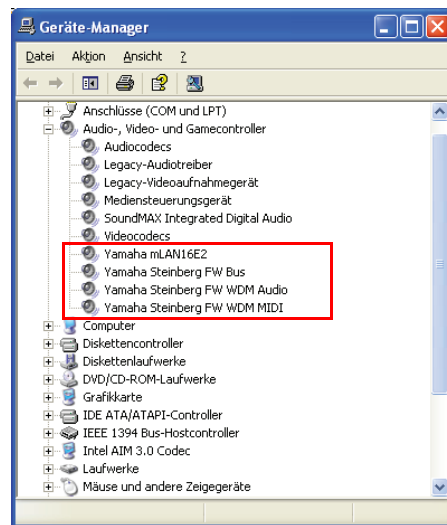 Geräte-Manager
Datei Aktion Ansicht ?
Anschlüsse (COM und LPT)
Audio-, Video- und Gamecontroller
Audiocodecs
Legacy-Audiotreiber
Legacy-Videoaufnahmegerät
Mediensteuerungsgerät
SoundMAX Integrated Digital Audio
Videocodecs
Yamaha mLAN16E2
Yamaha Steinberg FW Bus
Yamaha Steinberg FW WDM Audio
Yamaha Steinberg FW WDM MIDI
Computer
Diskettencontroller
Diskettenlaufwerke
DVD/CD-ROM-Laufwerke
Grafikkarte
IDE ATA/ATAPI-Controller
IEEE 1394 Bus-Hostcontroller
Intel AIM 3.0 Codec
Laufwerke
Mäuse und andere Zeigegeräte